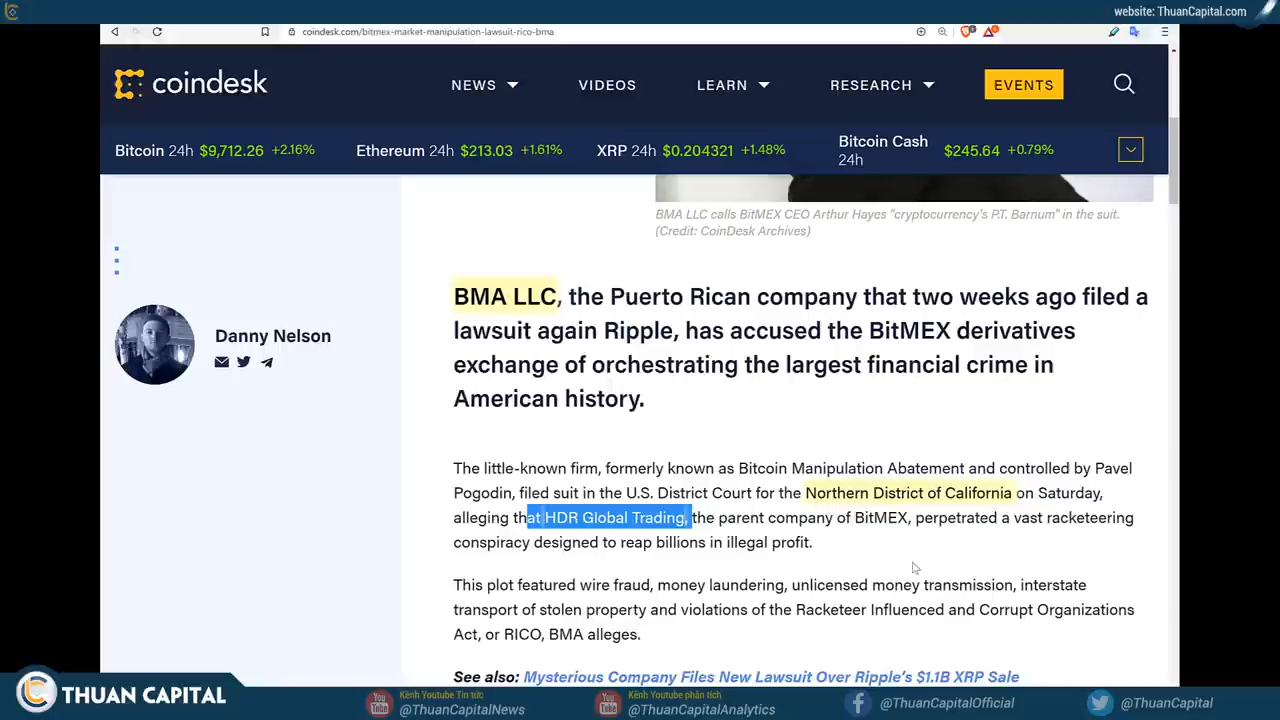 website: ThuanCapital.com
coindesk.com/bitmex-market-manipulation-lawsuit-rico-bma
coindesk
NEWS
VIDEOS
LEARN
RESEARCH
EVENTS
Bitcoin 24h $9,712.26 +2.16%
Ethereum 24h $213.03 +1.61%
XRP 24h $0.204321 +1.48%
Bitcoin Cash
24h
$245.64 +0.79%
BMA LLC calls BitMEX CEO Arthur Hayes "cryptocurrency's P.T. Barnum" in the suit.
(Credit: CoinDesk Archives)
Danny Nelson
BMA LLC, the Puerto Rican company that two weeks ago filed a
lawsuit again Ripple, has accused the BitMEX derivatives
exchange of orchestrating the largest financial crime in
American history.
The little-known firm, formerly known as Bitcoin Manipulation Abatement and controlled by Pavel
Pogodin, filed suit in the U.S. District Court for the Northern District of California on Saturday,
alleging that HDR Global Trading, the parent company of BitMEX, perpetrated a vast racketeering
conspiracy designed to reap billions in illegal profit.
This plot featured wire fraud, money laundering, unlicensed money transmission, interstate
transport of stolen property and violations of the Racketeer Influenced and Corrupt Organizations
Act, or RICO, BMA alleges.
See also: Mysterious Company Files New Lawsuit Over Ripple's $1.1B XRP Sale
THUAN CAPITAL
Kênh Youtube Tin tức
@ThuanCapitalNews
Kênh Youtube phân tích
@ThuanCapitalAnalytics
@ThuanCapitalOfficial
@ThuanCapital